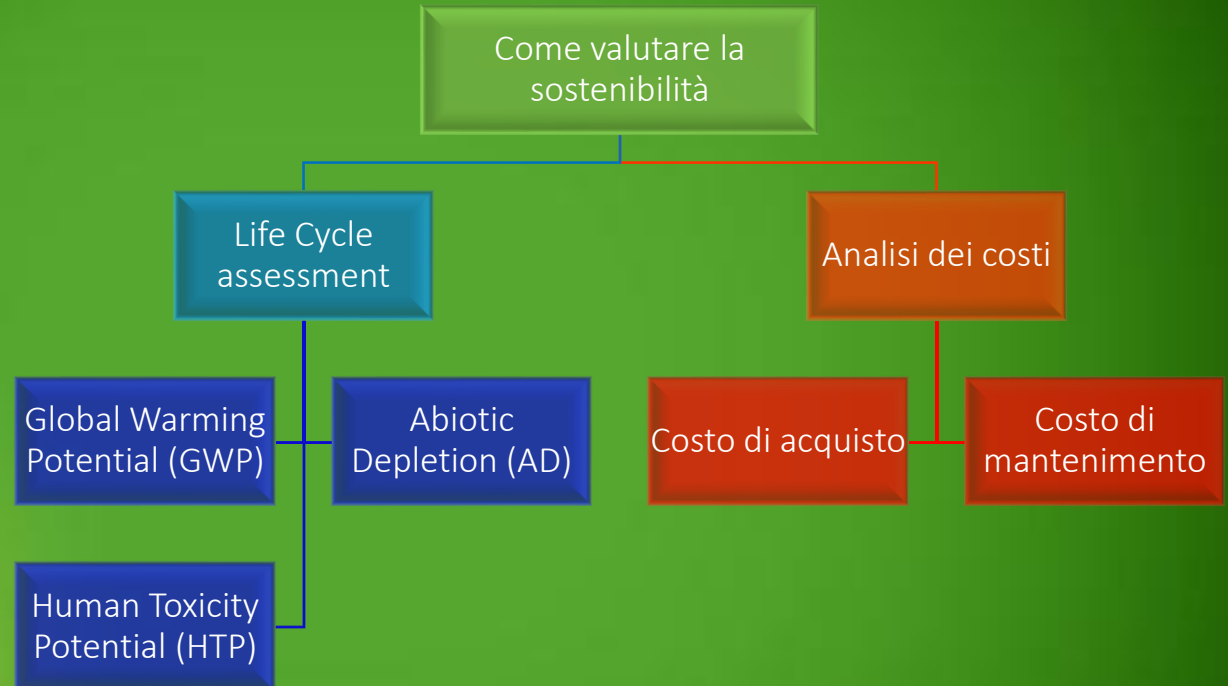 Come valutare la
sostenibilità
Life Cycle
assessment
Analisi dei costi
Global Warming
Potential (GWP)
Abiotic
Depletion (AD)
Costo di acquisto
Costo di
mantenimento
Human Toxicity
Potential (HTP)